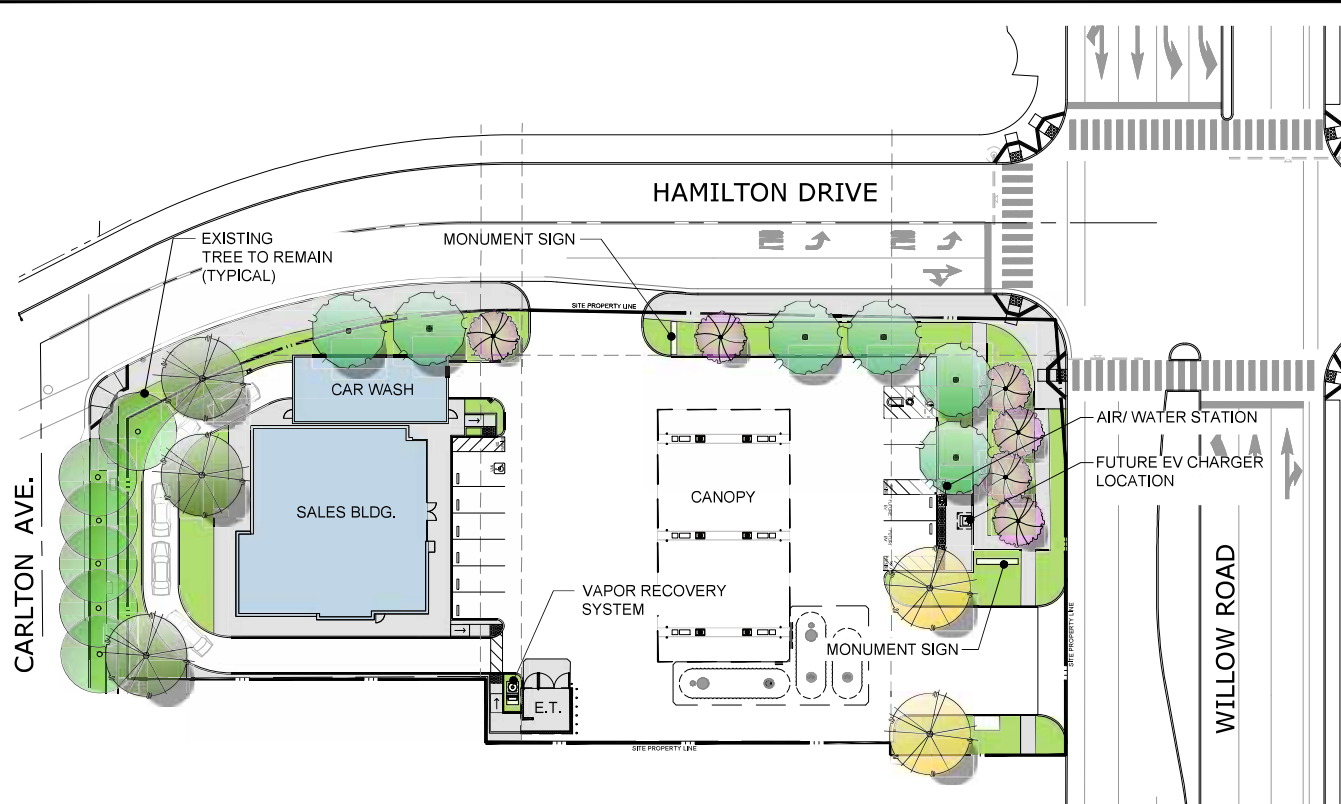 HAMILTON DRIVE
EXISTING
TREE TO REMAIN
(TYPICAL)
MONUMENT SIGN
SITE PROPERTY LINE
CAR WASH
AIR/ WATER STATION
FUTURE EV CHARGER
LOCATION
CANOPY
SALES BLDG.
CARLTON AVE.
VAPOR RECOVERY
SYSTEM
MONUMENT SIGN
SITE PROPERTY LINE
WILLOW ROAD
E.T.
SITE PROPERTY LINE